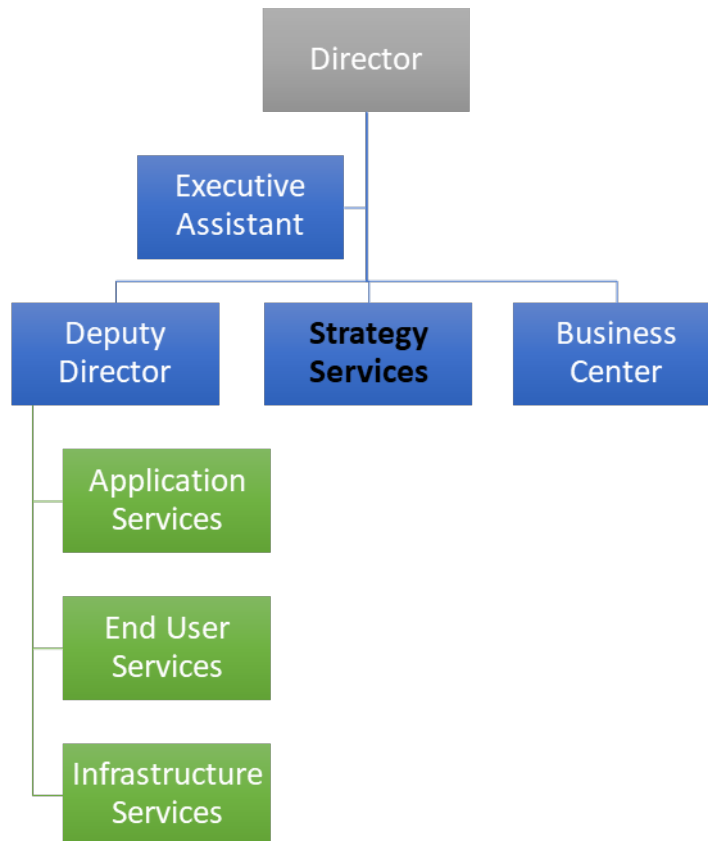 Director
Executive
Assistant
Deputy
Director
Strategy
Services
Business
Center
Application
Services
End User
Services
Infrastructure
Services